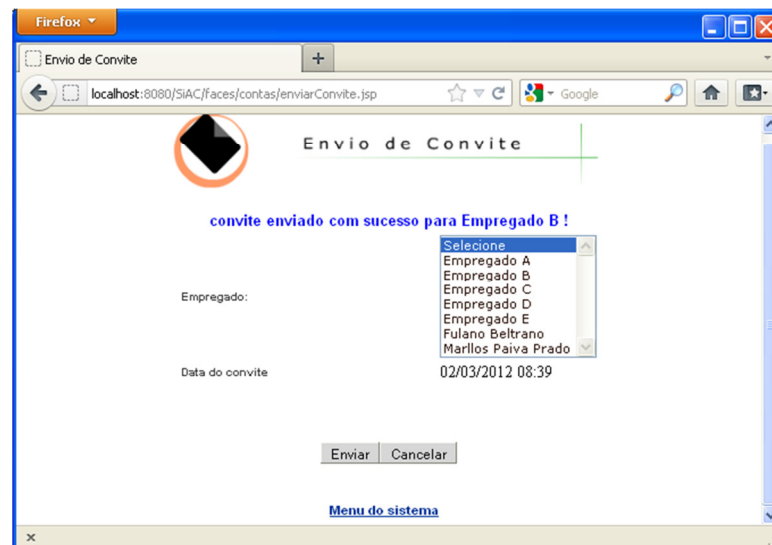 Firefox
Envio de Convite
localhost:8080/SiAC/faces/contas/enviarConvite.jsp
Google
Envio de Convite
convite enviado com sucesso para Empregado B !
Selecione
Empregado A
Empregado B
Empregado C
Empregado D
Empregado E
Fulano Beltrano
Marllos Paiva Prado
Empregado:
Data do convite 02/03/2012 08:39
Enviar Cancelar
Menu do sistema